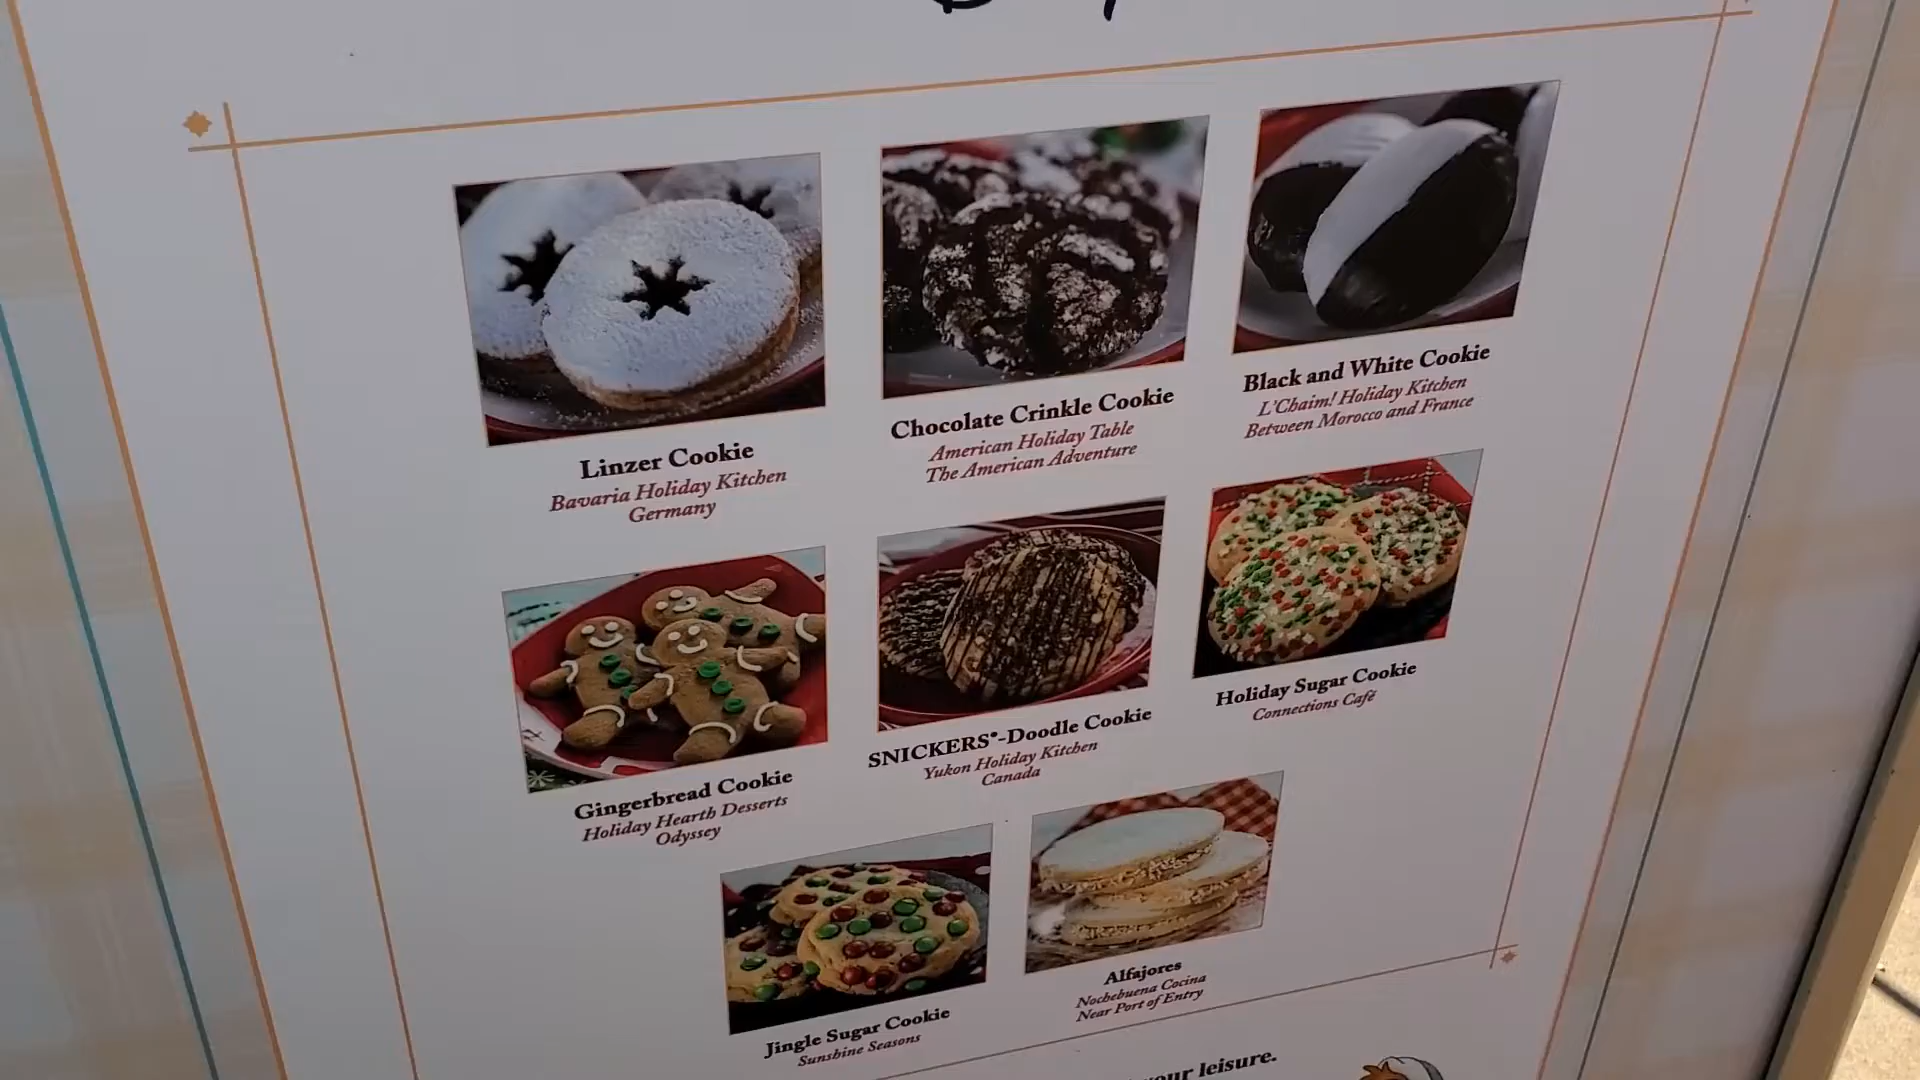 Linzer Cookie
Bavaria Holiday Kitchen
Germany
Chocolate Crinkle Cookie
American Holiday Table
The American Adventure
Black and White Cookie
L'Chaim! Holiday Kitchen
Between Morocco and France
Gingerbread Cookie
Holiday Hearth Desserts
Odyssey
SNICKERS®-Doodle Cookie
Yukon Holiday Kitchen
Canada
Holiday Sugar Cookie
Connections Café
Jingle Sugar Cookie
Sunshine Seasons
Alfajores
Nochebuena Cocina
Near Port of Entry
your leisure.